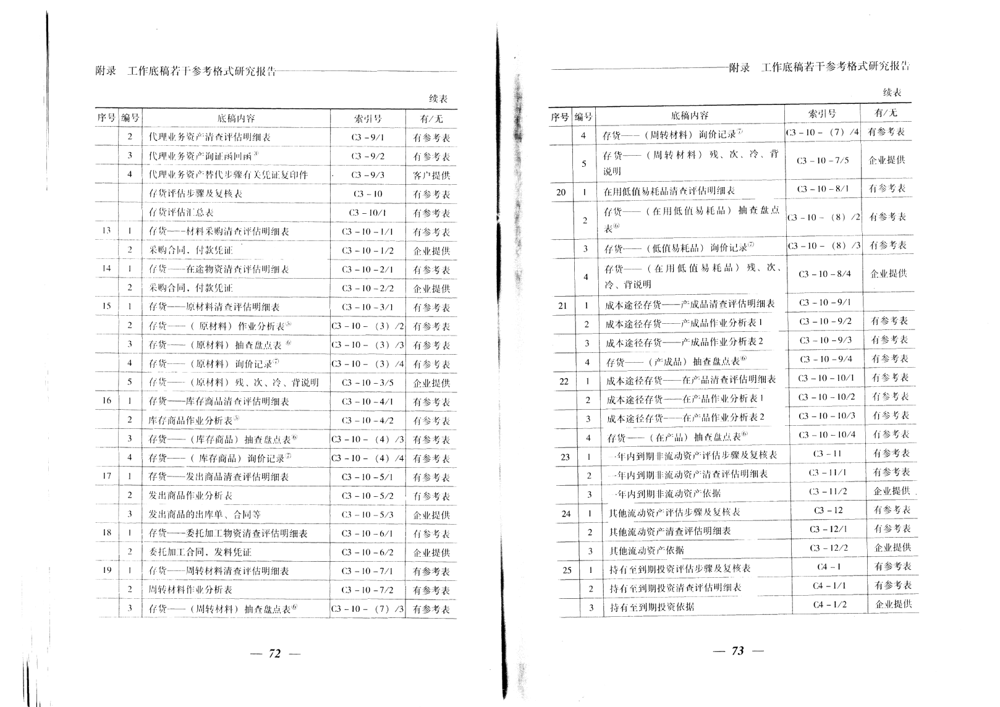 附录 工作底稿若干参考格式研究报告
续表
序号 编号 底稿内容 索引号 有/无
2 代理业务资产清查评估明细表 C3－9/1 有参考表
3 代理业务资产询证函回函③ C3－9/2 有参考表
4 代理业务资产替代步骤有关凭证复印件 C3－9/3 客户提供
存货评估步骤及复核表 C3－10 有参考表
存货评估汇总表 C3－10/1 有参考表
13 1 存货——材料采购清查评估明细表 C3－10－1/1 有参考表
2 采购合同，付款凭证 C3－10－1/2 企业提供
14 1 存货——在途物资清查评估明细表 C3－10－2/1 有参考表
2 采购合同，付款凭证 C3－10－2/2 企业提供
15 1 存货——原材料清查评估明细表 C3－10－3/1 有参考表
2 存货——（原材料）作业分析表⑤ C3－10－（3）/2 有参考表
3 存货——（原材料）抽查盘点表⑥ C3－10－（3）/3 有参考表
4 存货——（原材料）询价记录⑦ C3－10－（3）/4 有参考表
5 存货——（原材料）残、次、冷、背说明 C3－10－3/5 企业提供
16 1 存货——库存商品清查评估明细表 C3－10－4/1 有参考表
2 库存商品作业分析表⑤ C3－10－4/2 有参考表
3 存货——（库存商品）抽查盘点表⑥ C3－10－（4）/3 有参考表
4 存货——（库存商品）询价记录⑦ C3－10－（4）/4 有参考表
17 1 存货——发出商品清查评估明细表 C3－10－5/1 有参考表
2 发出商品作业分析表 C3－10－5/2 有参考表
3 发出商品的出库单、合同等 C3－10－5/3 企业提供
18 1 存货——委托加工物资清查评估明细表 C3－10－6/1 有参考表
2 委托加工合同，发料凭证 C3－10－6/2 企业提供
19 1 存货——周转材料清查评估明细表 C3－10－7/1 有参考表
2 周转材料作业分析表 C3－10－7/2 有参考表
3 存货——（周转材料）抽查盘点表⑥ C3－10－（7）/3 有参考表
— 72 —
附录 工作底稿若干参考格式研究报告
续表
序号 编号 底稿内容 索引号 有/无
4 存货——（周转材料）询价记录⑦ C3－10－（7）/4 有参考表
5 存货——（周转材料）残、次、冷、背 C3－10－7/5 企业提供
说明
20 1 在用低值易耗品清查评估明细表 C3－10－8/1 有参考表
2 存货——（在用低值易耗品）抽查盘点 C3－10－（8）/2 有参考表
表⑥
3 存货——（低值易耗品）询价记录⑦ C3－10－（8）/3 有参考表
4 存货——（在用低值易耗品）残、次、 C3－10－8/4 企业提供
冷、背说明
21 1 成本途径存货——产成品清查评估明细表 C3－10－9/1
2 成本途径存货——产成品作业分析表1 C3－10－9/2 有参考表
3 成本途径存货——产成品作业分析表2 C3－10－9/3 有参考表
4 存货——（产成品）抽查盘点表⑥ C3－10－9/4 有参考表
22 1 成本途径存货——在产品清查评估明细表 C3－10－10/1 有参考表
2 成本途径存货——在产品作业分析表1 C3－10－10/2 有参考表
3 成本途径存货——在产品作业分析表2 C3－10－10/3 有参考表
4 存货——（在产品）抽查盘点表⑥ C3－10－10/4 有参考表
23 1 一年内到期非流动资产评估步骤及复核表 C3－11 有参考表
2 一年内到期非流动资产清查评估明细表 C3－11/1 有参考表
3 一年内到期非流动资产依据 C3－11/2 企业提供
24 1 其他流动资产评估步骤及复核表 C3－12 有参考表
2 其他流动资产清查评估明细表 C3－12/1 有参考表
3 其他流动资产依据 C3－12/2 企业提供
25 1 持有至到期投资评估步骤及复核表 C4－1 有参考表
2 持有至到期投资清查评估明细表 C4－1/1 有参考表
3 持有至到期投资依据 C4－1/2 企业提供
— 73 —